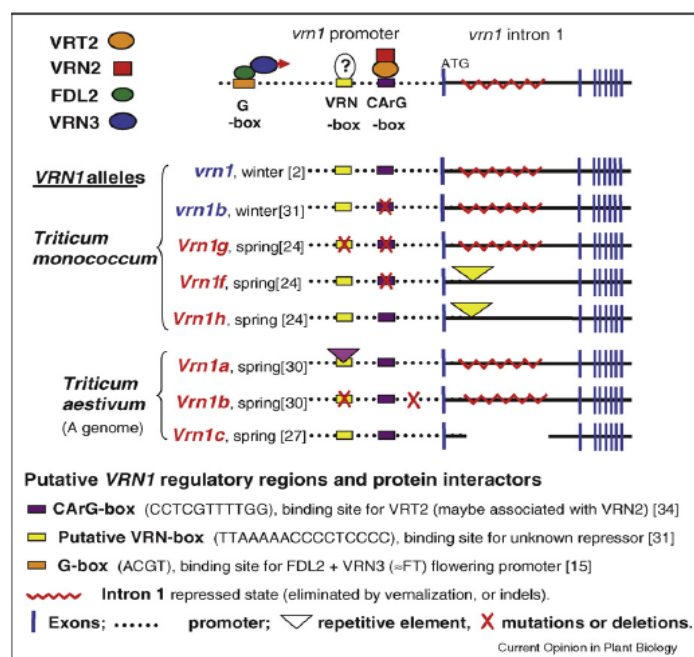 VRT2
VRN2
FDL2
VRN3
vrn1 promoter
vrn1 intron 1
?
ATG
G
-box
VRN
-box
CArG
-box
VRN1 alleles
Triticum
monococcum
vrn1, winter [2]
vrn1b, winter[31]
Vrn1g, spring[24]
Vrn1f, spring[24]
Vrn1h, spring [24]
Triticum
aestivum
(A genome)
Vrn1a, spring[30]
Vrn1b, spring[30]
Vrn1c, spring [27]
Putative VRN1 regulatory regions and protein interactors
CArG-box (CCTCGTTTTGG), binding site for VRT2 (maybe associated with VRN2) [34]
Putative VRN-box (TTAAAAACCCCTCCCC), binding site for unknown repressor [31]
G-box (ACGT), binding site for FDL2 + VRN3 (≈FT) flowering promoter [15]
Intron 1 repressed state (eliminated by vernalization, or indels).
Exons; ...... promoter; repetitive element, X mutations or deletions.
Current Opinion in Plant Biology